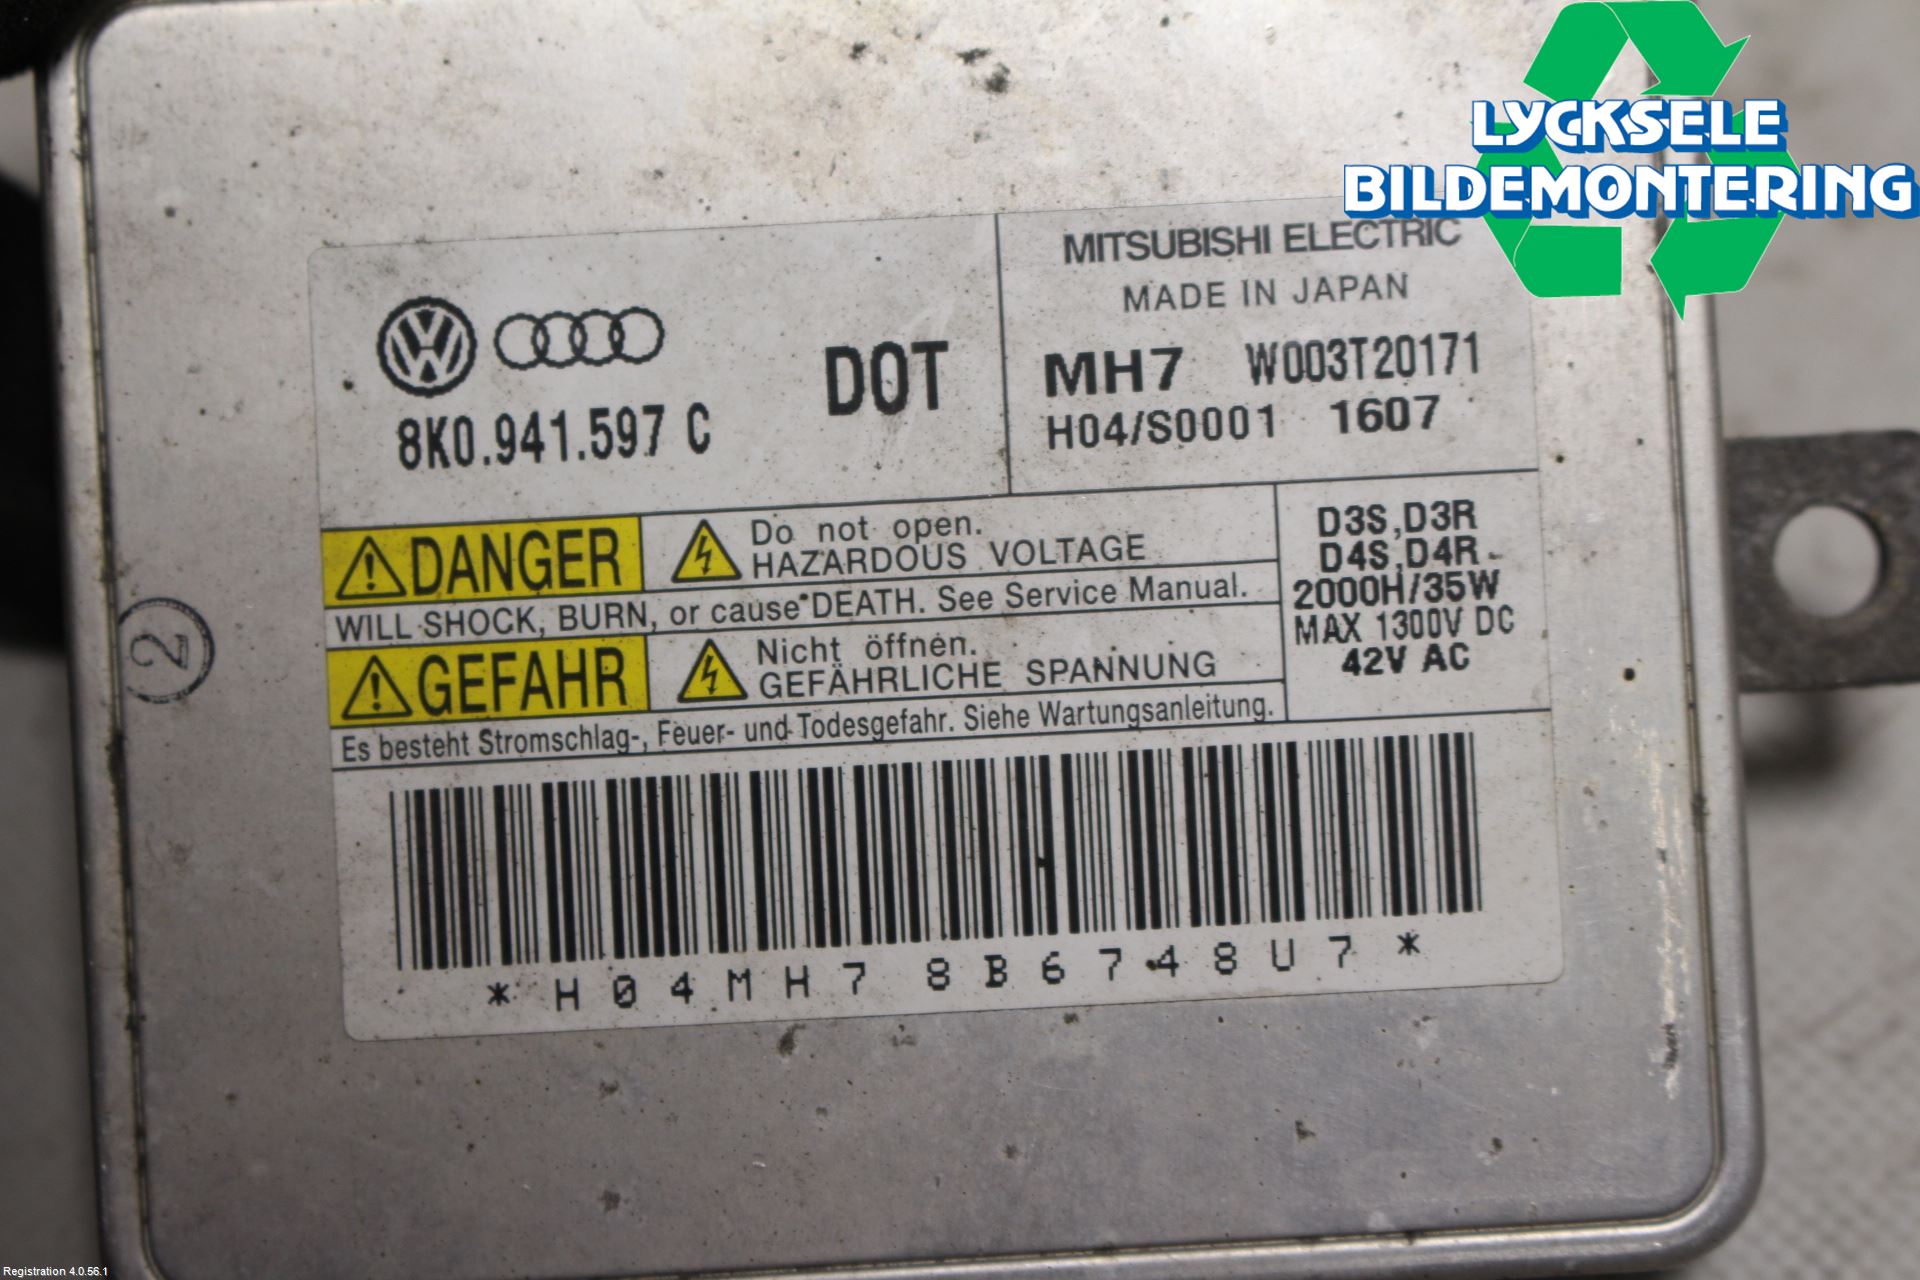 LYCKSELE
BILDEMONTERING
MITSUBISHI ELECTRIC
MADE IN JAPAN
8K0.941.597 C
DOT
MH7 W003T20171
H04/S0001 1607
DANGER
Do not open.
HAZARDOUS VOLTAGE
WILL SHOCK, BURN, or cause DEATH. See Service Manual.
GEFAHR
Nicht öffnen.
GEFÄHRLICHE SPANNUNG
Es besteht Stromschlag-, Feuer- und Todesgefahr. Siehe Wartungsanleitung.
D3S,D3R
D4S,D4R
2000H/35W
MAX 1300V DC
42V AC
2
*H04MH78B6748U7*
Registration 4.0.56.1